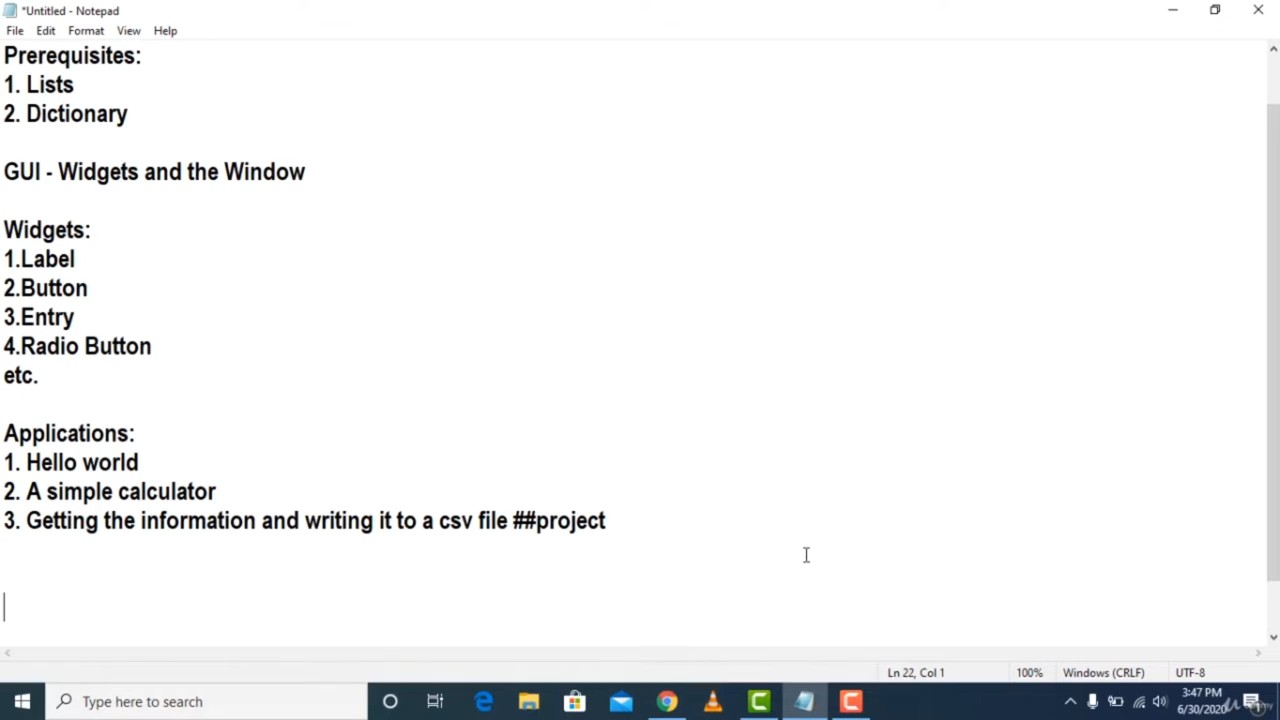 *Untitled - Notepad
File Edit Format View Help
Prerequisites:
1. Lists
2. Dictionary
GUI - Widgets and the Window
Widgets:
1.Label
2.Button
3.Entry
4.Radio Button
etc.
Applications:
1. Hello world
2. A simple calculator
3. Getting the information and writing it to a csv file ##project
Ln 22, Col 1 100% Windows (CRLF) UTF-8
Type here to search
3:47 PM
6/30/2020